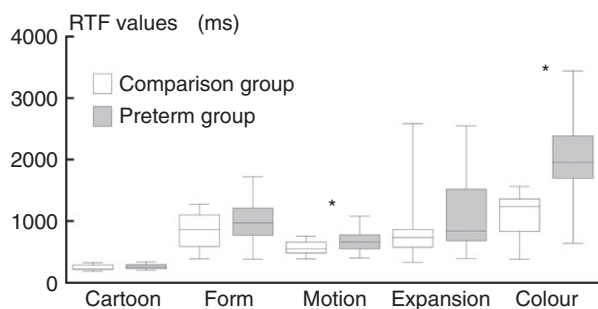 RTF values (ms)
4000
Comparison group
3000
Preterm group
2000
1000
0
*
*
Cartoon Form Motion Expansion Colour